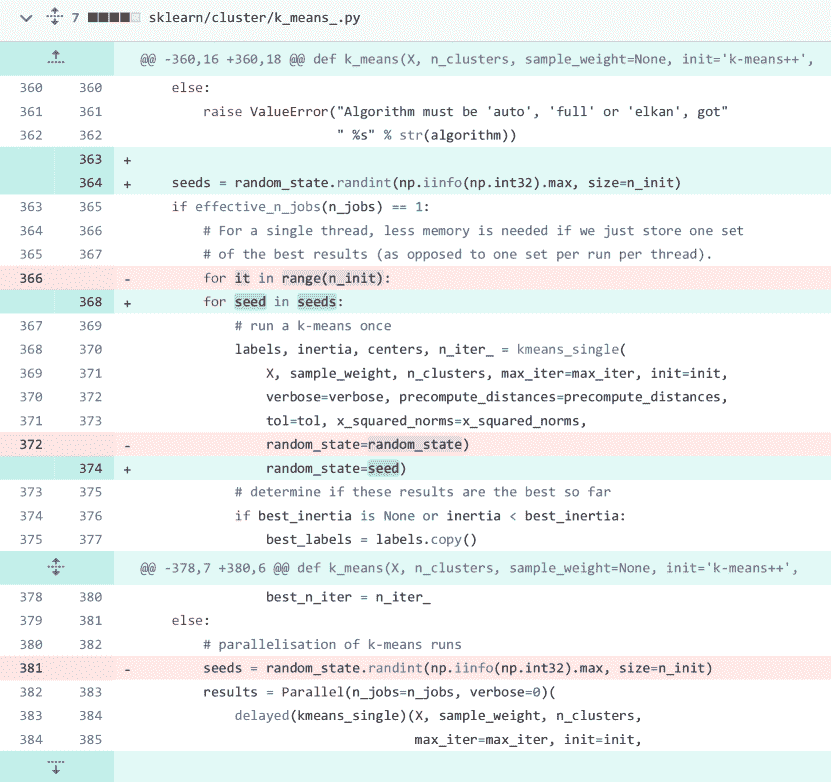 7 sklearn/cluster/k_means_.py
@@ -360,16 +360,18 @@ def k_means(X, n_clusters, sample_weight=None, init='k-means++',
360 360 else:
361 361 raise ValueError("Algorithm must be 'auto', 'full' or 'elkan', got"
362 362 " %s" % str(algorithm))
363 +
364 + seeds = random_state.randint(np.iinfo(np.int32).max, size=n_init)
363 365 if effective_n_jobs(n_jobs) == 1:
364 366 # For a single thread, less memory is needed if we just store one set
365 367 # of the best results (as opposed to one set per run per thread).
366 - for it in range(n_init):
368 + for seed in seeds:
367 369 # run a k-means once
368 370 labels, inertia, centers, n_iter_ = kmeans_single(
369 371 X, sample_weight, n_clusters, max_iter=max_iter, init=init,
370 372 verbose=verbose, precompute_distances=precompute_distances,
371 373 tol=tol, x_squared_norms=x_squared_norms,
372 - random_state=random_state)
374 + random_state=seed)
373 375 # determine if these results are the best so far
374 376 if best_inertia is None or inertia < best_inertia:
375 377 best_labels = labels.copy()
@@ -378,7 +380,6 @@ def k_means(X, n_clusters, sample_weight=None, init='k-means++',
378 380 best_n_iter = n_iter_
379 381 else:
380 382 # parallelisation of k-means runs
381 - seeds = random_state.randint(np.iinfo(np.int32).max, size=n_init)
382 383 results = Parallel(n_jobs=n_jobs, verbose=0)(
383 384 delayed(kmeans_single)(X, sample_weight, n_clusters,
384 385 max_iter=max_iter, init=init,